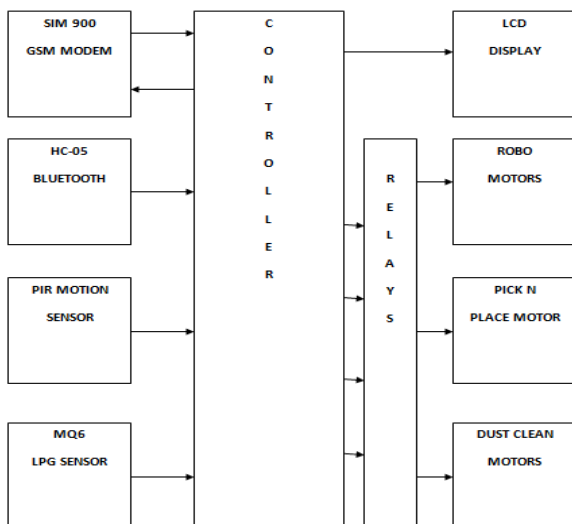 SIM 900
GSM MODEM
HC-05
BLUETOOTH
PIR MOTION
SENSOR
MQ6
LPG SENSOR
C
O
N
T
R
O
L
L
E
R
R
E
L
A
Y
S
LCD
DISPLAY
ROBO
MOTORS
PICK N
PLACE MOTOR
DUST CLEAN
MOTORS